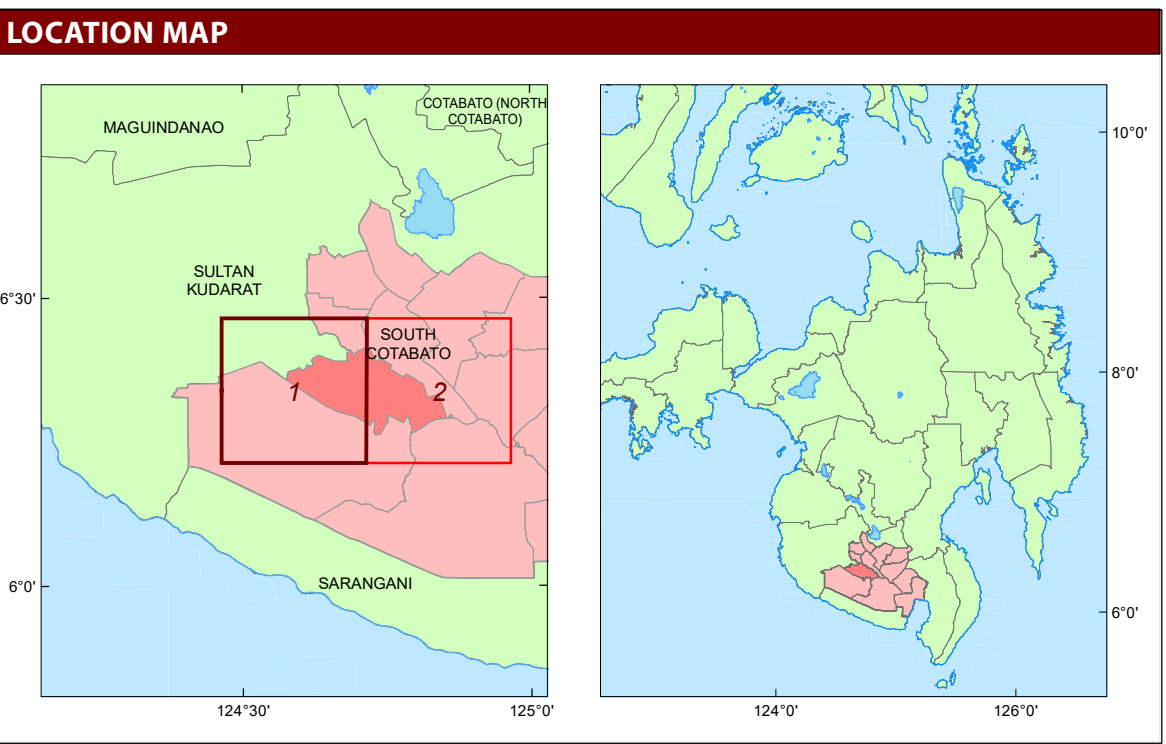 LOCATION MAP
COTABATO (NORTH
COTABATO)
MAGUINDANAO
SULTAN
KUDARAT
6°30'
SOUTH
COTABATO
1
2
6°0'
SARANGANI
124°30'
125°0'
10°0'
8°0'
6°0'
124°0'
126°0'